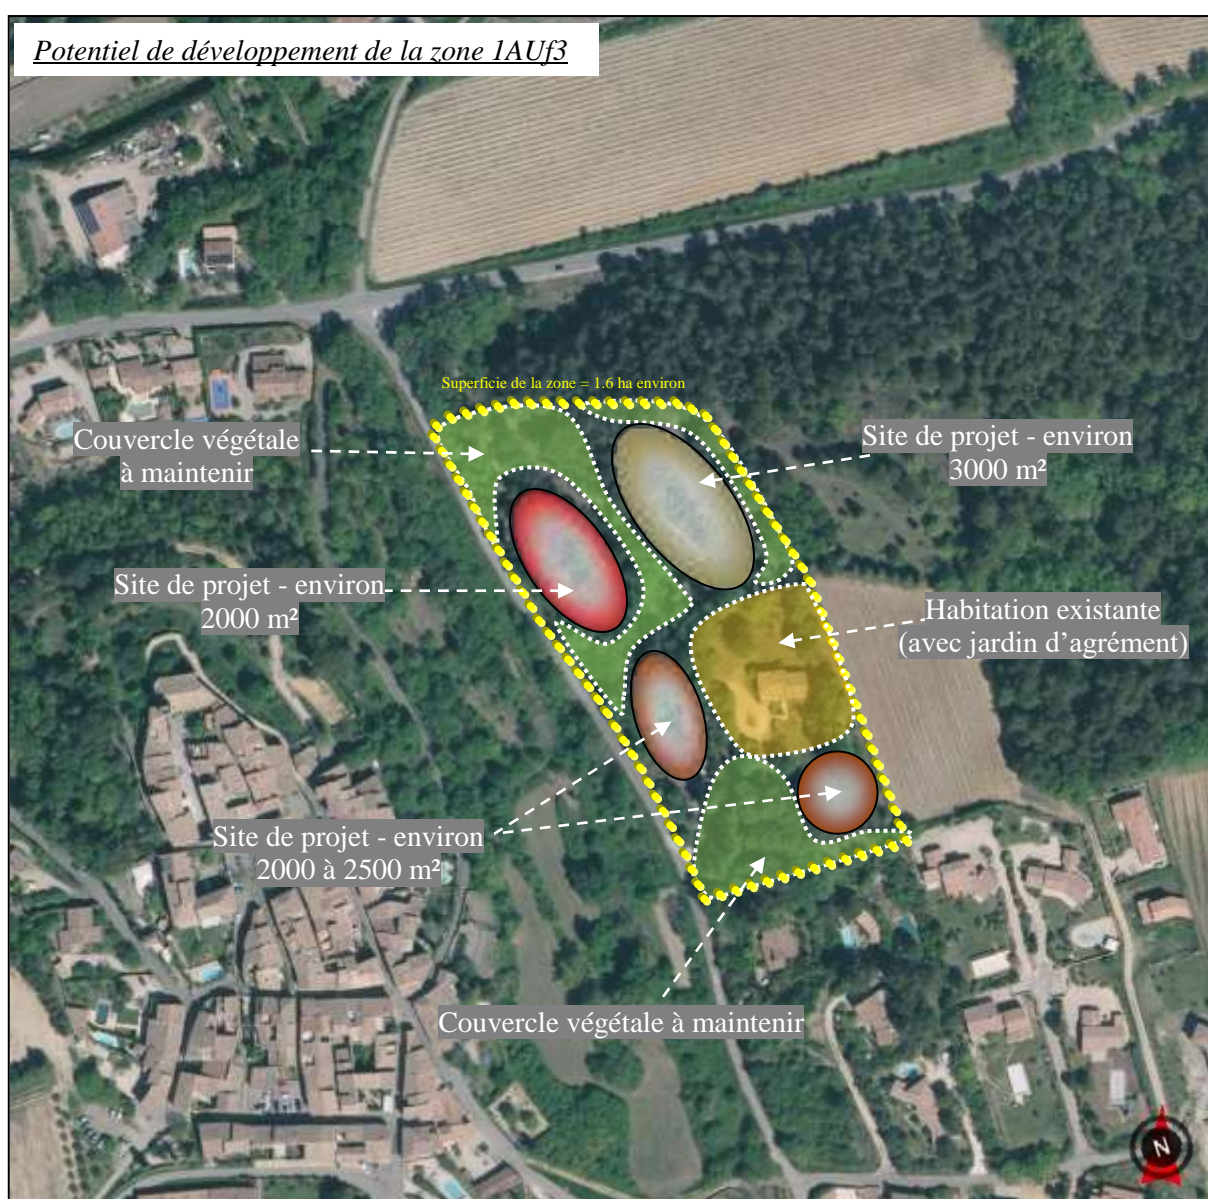 Potentiel de développement de la zone 1AUf3
Superficie de la zone = 1.6 ha environ
Couvercle végétale
à maintenir
Site de projet - environ
3000 m²
Site de projet - environ
2000 m²
Habitation existante
(avec jardin d’agrément)
Site de projet - environ
2000 à 2500 m²
Couvercle végétale à maintenir
N